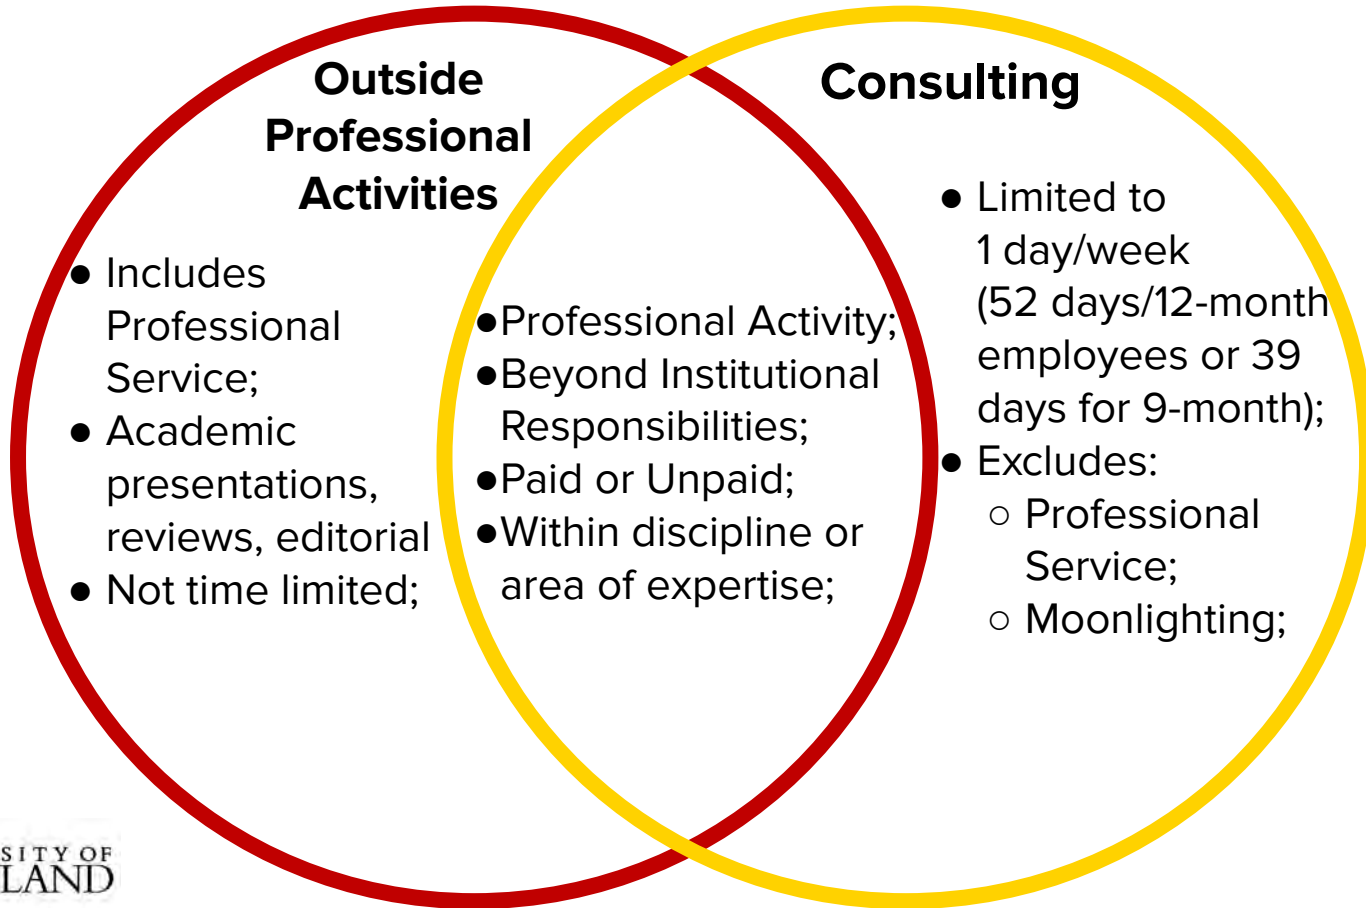 Outside
Professional
Activities
● Includes
Professional
Service;
● Academic
presentations,
reviews, editorial
● Not time limited;
●Professional Activity;
●Beyond Institutional
Responsibilities;
●Paid or Unpaid;
●Within discipline or
area of expertise;
Consulting
● Limited to
1 day/week
(52 days/12-month
employees or 39
days for 9-month);
● Excludes:
○ Professional
Service;
○ Moonlighting;
SITY OF
LAND